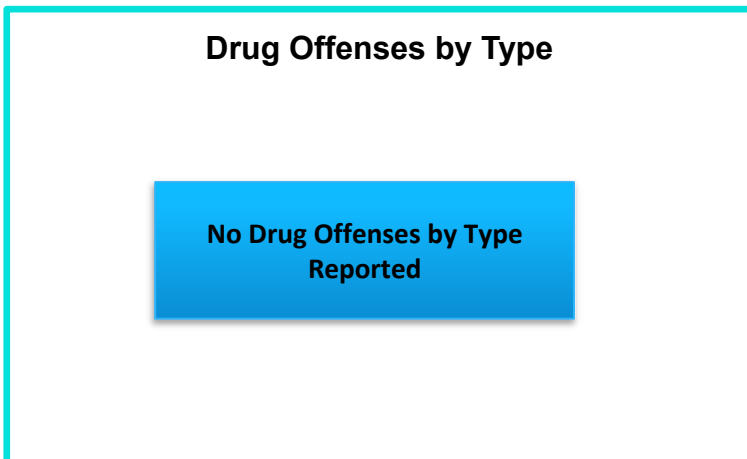 Drug Offenses by Type
No Drug Offenses by Type
Reported